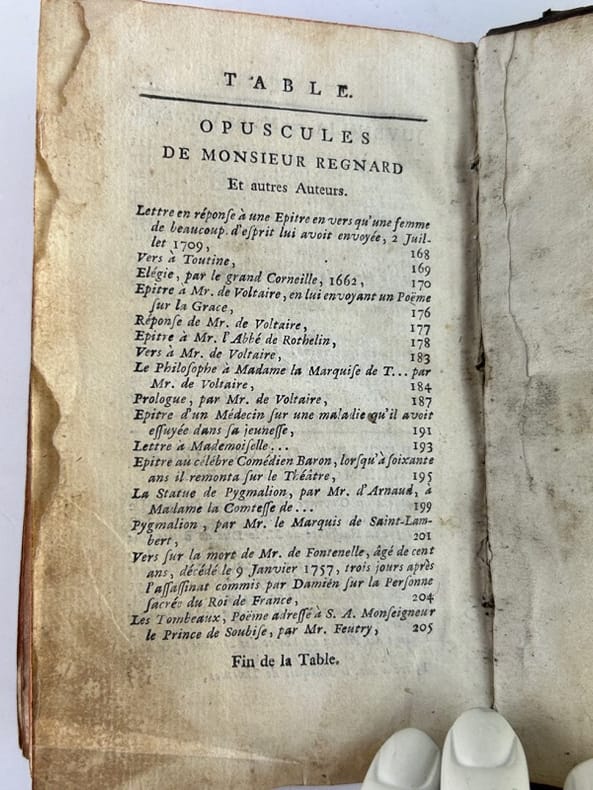 TABLE.
OPUSCULES
DE MONSIEUR REGNARD
Et autres Auteurs.
Lettre en réponſe à une Epitre en vers qu'une femme
de beaucoup d'eſprit lui avoit envoyée, 2 Juil-
let 1709, 168
Vers à Toutine, 169
Elégie, par le grand Corneille, 1662, 170
Epitre à Mr. de Voltaire, en lui envoyant un Poëme
ſur la Grace, 176
Réponſe de Mr. de Voltaire, 177
Epitre à Mr. l'Abbé de Rothelin, 178
Vers à Mr. de Voltaire, 183
Le Philoſophe à Madame la Marquiſe de T... par
Mr. de Voltaire, 184
Prologue, par Mr. de Voltaire, 187
Epitre d'un Médecin ſur une maladie qu'il avoit
eſſuyée dans ſa jeuneſſe, 191
Lettre à Mademoiſelle... 193
Epitre au célébre Comédien Baron, lorſqu'à ſoixante
ans il remonta ſur le Théâtre, 195
La Statue de Pygmalion, par Mr. d'Arnaud, à
Madame la Comteſſe de... 199
Pygmalion, par Mr. le Marquis de Saint-Lam-
bert, 201
Vers ſur la mort de Mr. de Fontenelle, âgé de cent
ans, décédé le 9 Janvier 1757, trois jours après
l'aſſaſſinat commis par Damién ſur la Perſonne
ſacrée du Roi de France, 204
Les Tombeaux, Poëme adreſſé à S. A. Monſeigneur
le Prince de Soubiſe, par Mr. Feutry, 205
Fin de la Table.